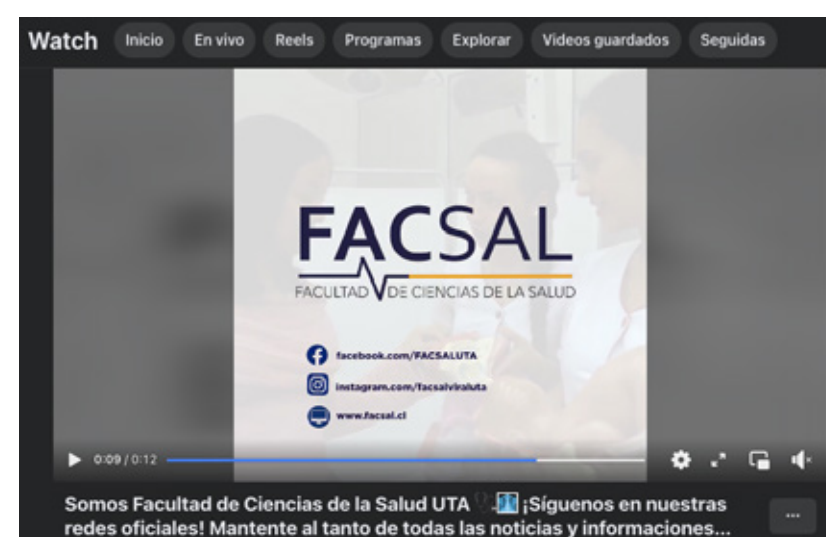 Watch Inicio En vivo Reels Programas Explorar Videos guardados Seguidas
FACSAL
FACULTAD DE CIENCIAS DE LA SALUD
facebook.com/FACSALUTA
instagram.com/facsalviraluta
www.facsal.cl
0:09 / 0:12
Somos Facultad de Ciencias de la Salud UTA 🩺🩻 ¡Síguenos en nuestras
redes oficiales! Mantente al tanto de todas las noticias y informaciones...